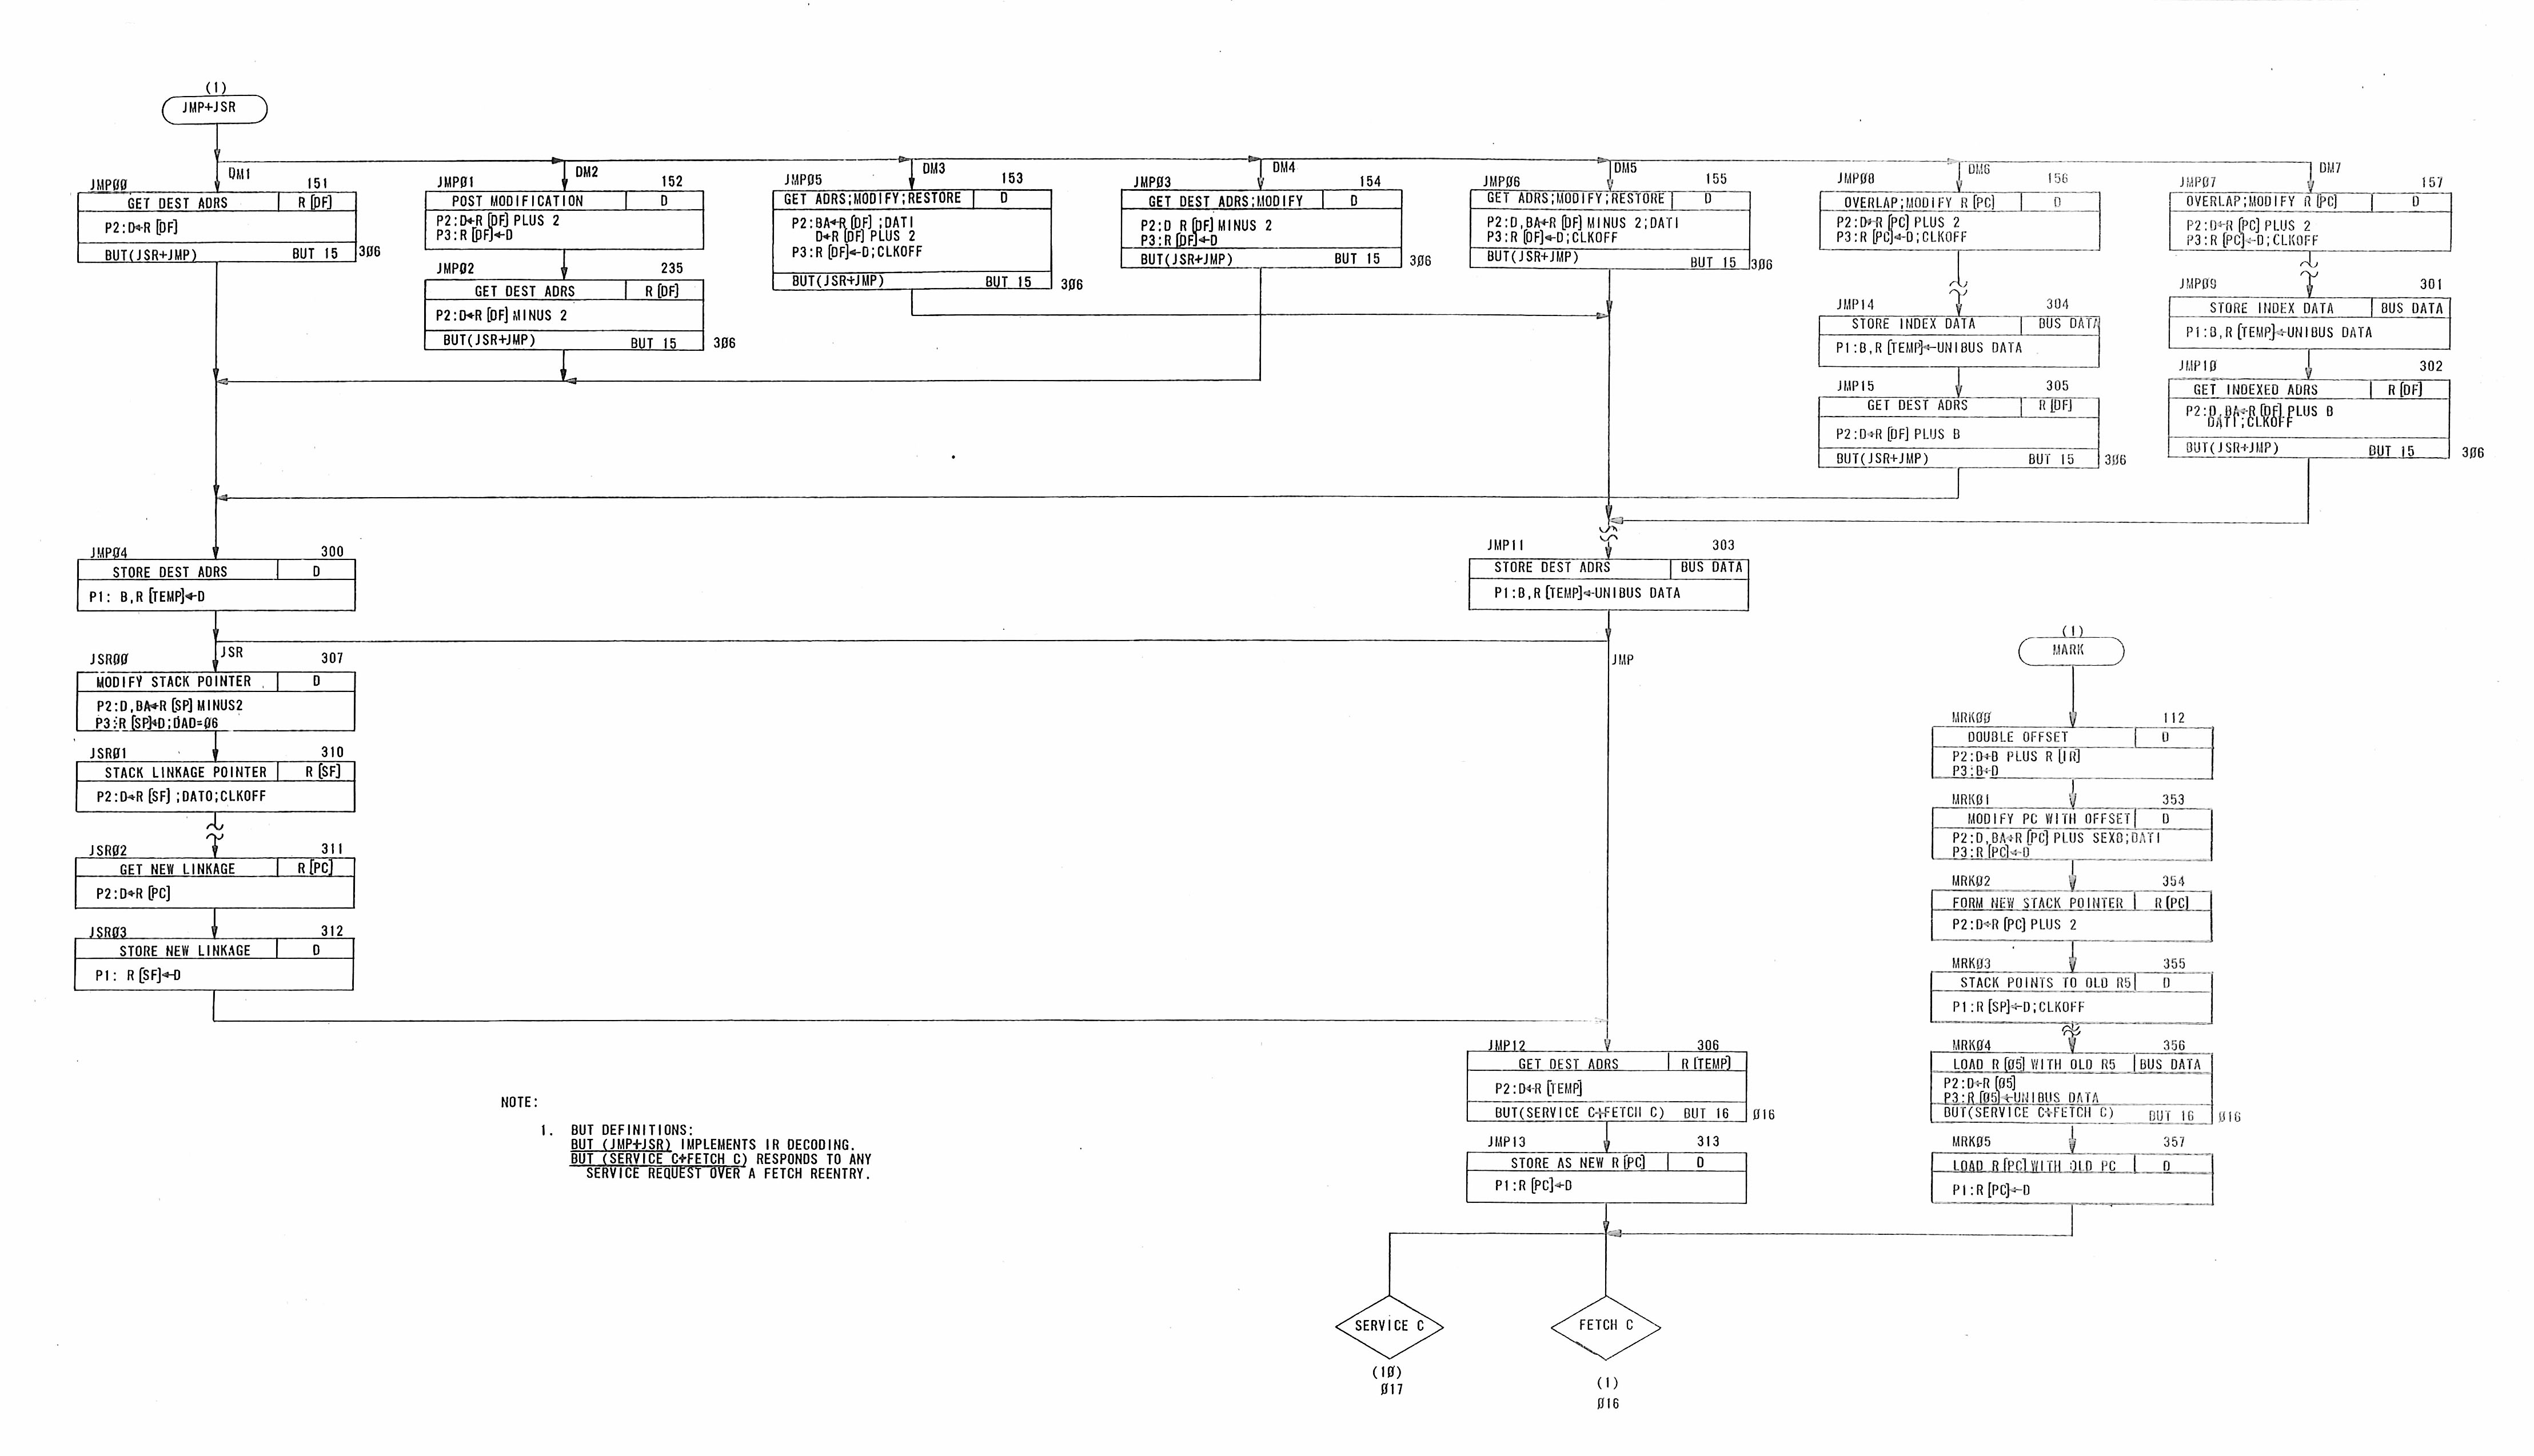 (1)
JMP+JSR
DM1
JMPØØ 151
GET DEST ADRS R[DF]
P2:D←R[DF]
BUT(JSR+JMP) BUT 15 3Ø6
DM2
JMPØ1 152
POST MODIFICATION D
P2:D←R[DF] PLUS 2
P3:R[DF]←D
JMPØ2 235
GET DEST ADRS R[DF]
P2:D←R[DF] MINUS 2
BUT(JSR+JMP) BUT 15 3Ø6
DM3
JMPØ5 153
GET ADRS;MODIFY;RESTORE D
P2:BA←R[DF] ;DATI
D←R[DF] PLUS 2
P3:R[DF]←D;CLKOFF
BUT(JSR+JMP) BUT 15 3Ø6
DM4
JMPØ3 154
GET DEST ADRS;MODIFY D
P2:D R[DF] MINUS 2
P3:R[DF]←D
BUT(JSR+JMP) BUT 15 3Ø6
DM5
JMPØ6 155
GET ADRS;MODIFY;RESTORE D
P2:D,BA←R[DF] MINUS 2;DATI
P3:R[DF]←D;CLKOFF
BUT(JSR+JMP) BUT 15 3Ø6
DM6
JMPØ8 156
OVERLAP;MODIFY R[PC] D
P2:D←R[PC] PLUS 2
P3:R[PC]←D;CLKOFF
JMP14 304
STORE INDEX DATA BUS DATA
P1:B,R[TEMP]←UNIBUS DATA
JMP15 305
GET DEST ADRS R[DF]
P2:D←R[DF] PLUS B
BUT(JSR+JMP) BUT 15 3Ø6
DM7
JMPØ7 157
OVERLAP;MODIFY R[PC] D
P2:D←R[PC] PLUS 2
P3:R[PC]←D;CLKOFF
JMPØ9 301
STORE INDEX DATA BUS DATA
P1:B,R[TEMP]←UNIBUS DATA
JMP1Ø 302
GET INDEXED ADRS R[DF]
P2:D,BA←R[DF] PLUS B
DATI;CLKOFF
BUT(JSR+JMP) BUT 15 3Ø6
JMPØ4 300
STORE DEST ADRS D
P1: B,R[TEMP]←D
JMP11 303
STORE DEST ADRS BUS DATA
P1:B,R[TEMP]←UNIBUS DATA
JSR
JMP
JSRØØ 307
MODIFY STACK POINTER D
P2:D,BA←R[SP] MINUS2
P3:R[SP]←D;DAD=Ø6
JSRØ1 310
STACK LINKAGE POINTER R[SF]
P2:D←R[SF] ;DATO;CLKOFF
JSRØ2 311
GET NEW LINKAGE R[PC]
P2:D←R[PC]
JSRØ3 312
STORE NEW LINKAGE D
P1: R[SF]←D
JMP12 306
GET DEST ADRS R[TEMP]
P2:D←R[TEMP]
BUT(SERVICE C+FETCH C) BUT 16 Ø16
JMP13 313
STORE AS NEW R[PC] D
P1:R[PC]←D
(1)
MARK
MRKØØ 112
DOUBLE OFFSET D
P2:D←B PLUS R[IR]
P3:B←D
MRKØ1 353
MODIFY PC WITH OFFSET D
P2:D,BA←R[PC] PLUS SEXB;DATI
P3:R[PC]←D
MRKØ2 354
FORM NEW STACK POINTER R[PC]
P2:D←R[PC] PLUS 2
MRKØ3 355
STACK POINTS TO OLD R5 D
P1:R[SP]←D;CLKOFF
MRKØ4 356
LOAD R[Ø5] WITH OLD R5 BUS DATA
P2:D←R[Ø5]
P3:R[Ø5]←UNIBUS DATA
BUT(SERVICE C+FETCH C) BUT 16 Ø16
MRKØ5 357
LOAD R[PC] WITH OLD PC D
P1:R[PC]←D
SERVICE C
(1Ø)
Ø17
FETCH C
(1)
Ø16
NOTE:
1. BUT DEFINITIONS:
BUT (JMP+JSR) IMPLEMENTS IR DECODING.
BUT (SERVICE C+FETCH C) RESPONDS TO ANY
SERVICE REQUEST OVER A FETCH REENTRY.